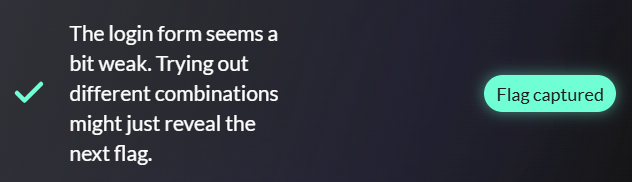 The login form seems a
bit weak. Trying out
different combinations
might just reveal the
next flag.
Flag captured